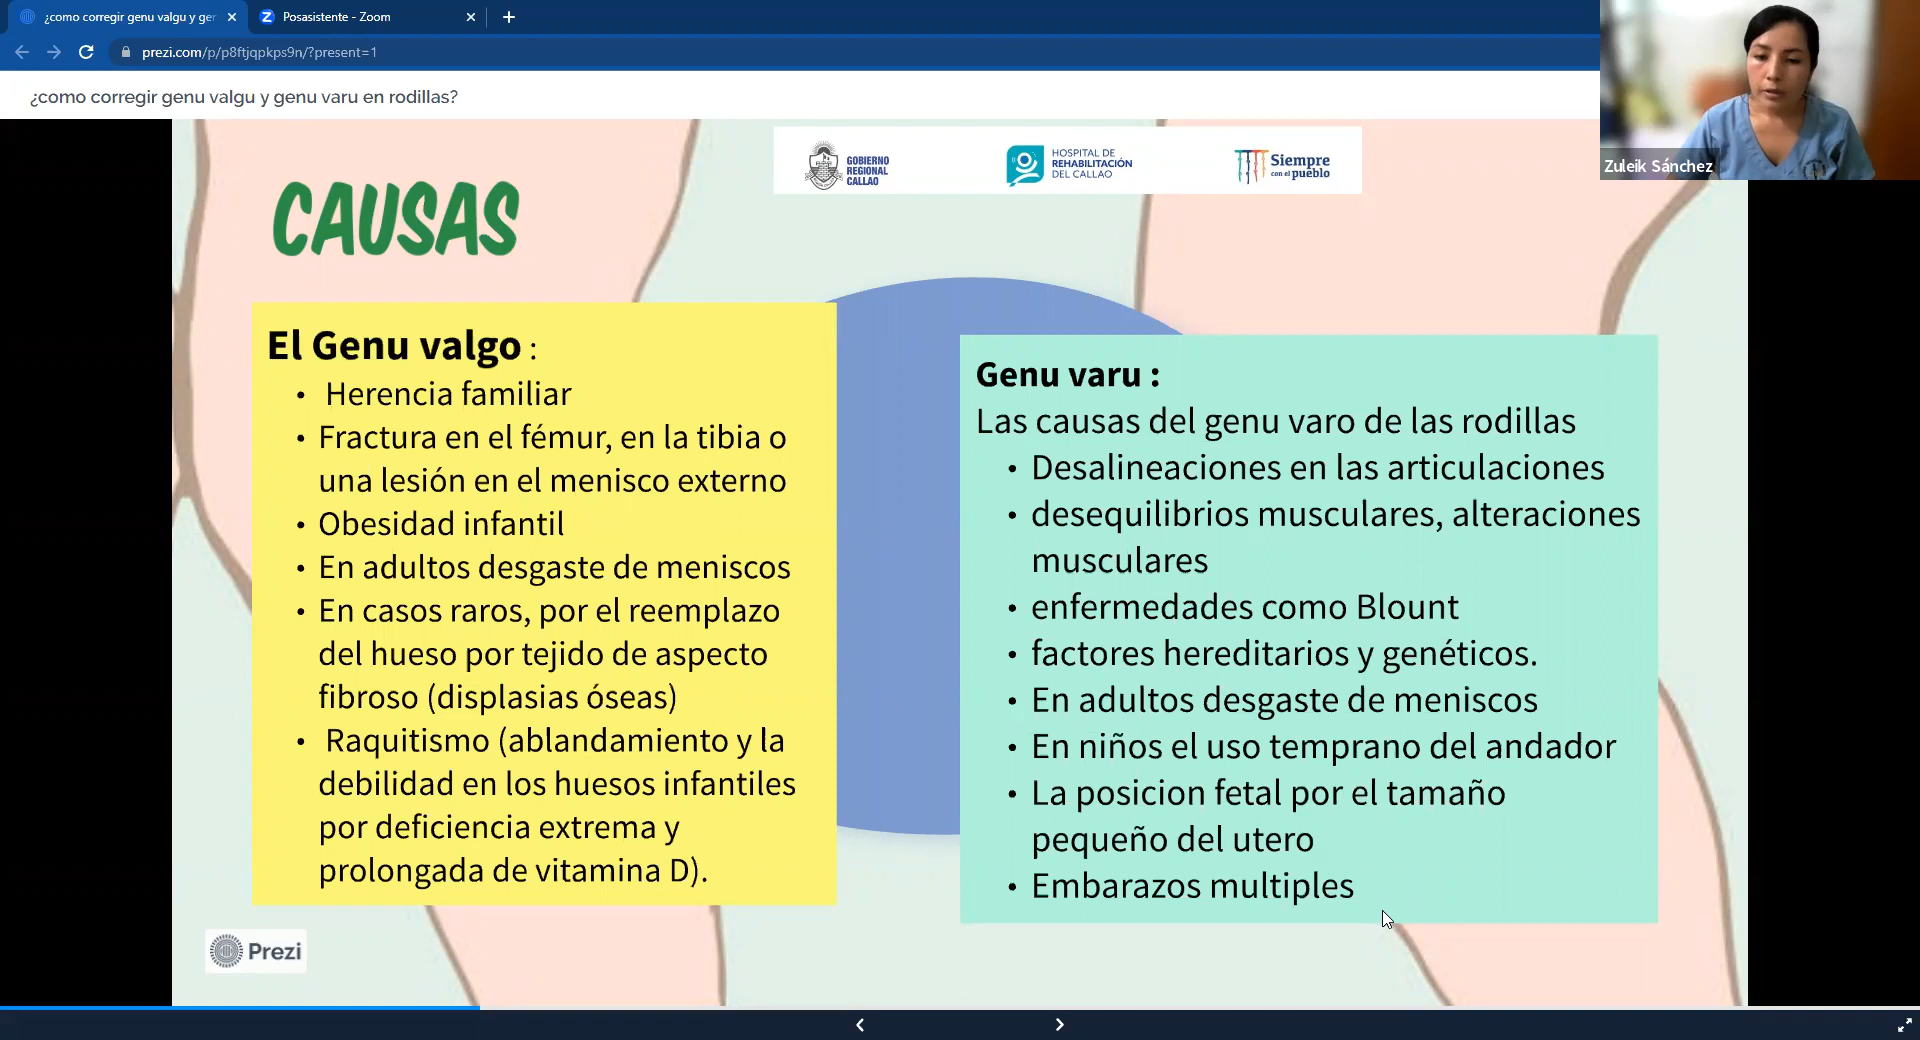 ¿como corregir genu valgu y ger
Posasistente - Zoom
prezi.com/p/p8ftjqpkps9n/?present=1
¿como corregir genu valgu y genu varu en rodillas?
Zuleik Sánchez
GOBIERNO
REGIONAL
CALLAO
HOSPITAL DE
REHABILITACIÓN
DEL CALLAO
Siempre
con el pueblo
CAUSAS
El Genu valgo :
• Herencia familiar
• Fractura en el fémur, en la tibia o
una lesión en el menisco externo
• Obesidad infantil
• En adultos desgaste de meniscos
• En casos raros, por el reemplazo
del hueso por tejido de aspecto
fibroso (displasias óseas)
• Raquitismo (ablandamiento y la
debilidad en los huesos infantiles
por deficiencia extrema y
prolongada de vitamina D).
Genu varu :
Las causas del genu varo de las rodillas
• Desalineaciones en las articulaciones
• desequilibrios musculares, alteraciones
musculares
• enfermedades como Blount
• factores hereditarios y genéticos.
• En adultos desgaste de meniscos
• En niños el uso temprano del andador
• La posicion fetal por el tamaño
pequeño del utero
• Embarazos multiples
Prezi